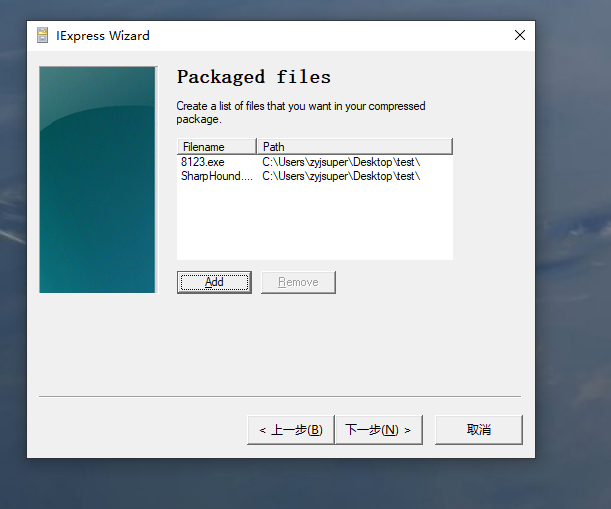 IExpress Wizard
Packaged files
Create a list of files that you want in your compressed
package.
Filename Path
8123.exe C:\Users\zyjsuper\Desktop\test\
SharpHound.... C:\Users\zyjsuper\Desktop\test\
Add Remove
< 上一步(B) 下一步(N) > 取消